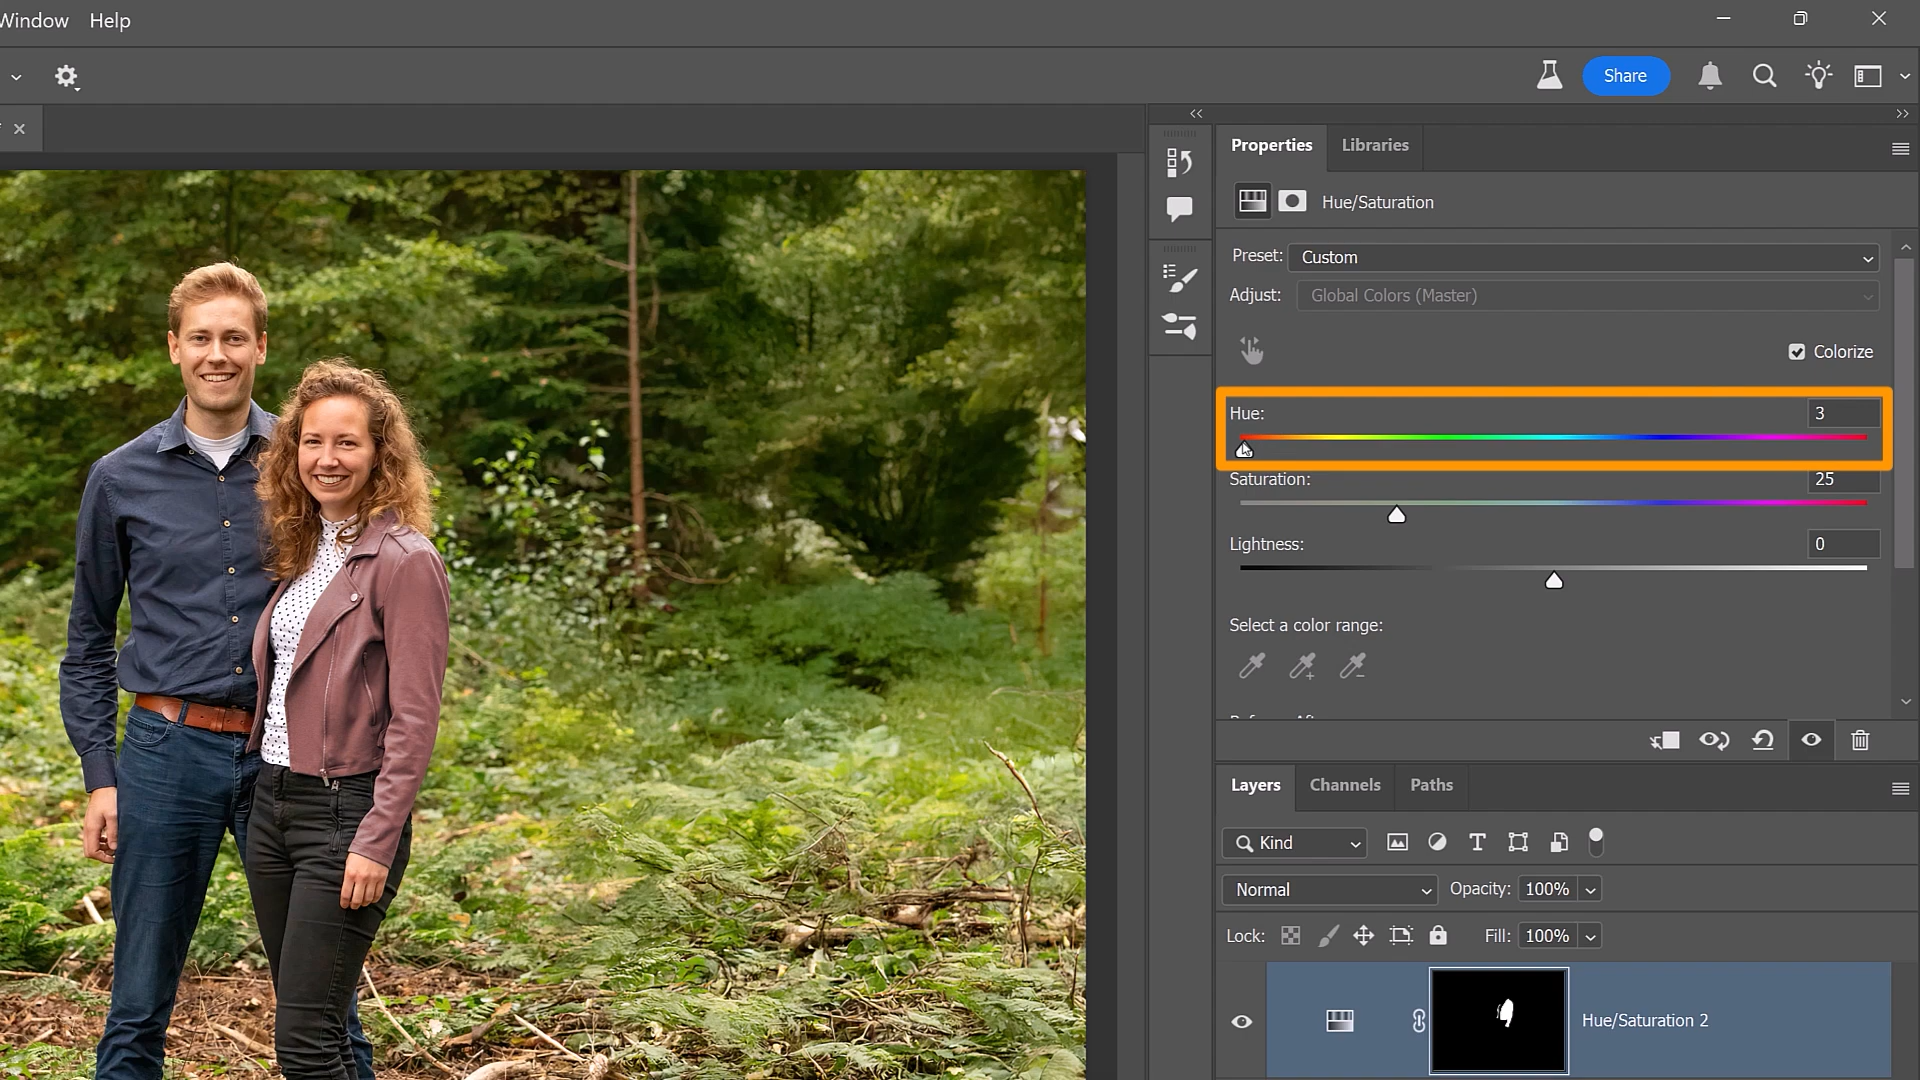 Window Help
Share
Properties Libraries
Hue/Saturation
Preset: Custom
Adjust: Global Colors (Master)
Colorize
Hue: 3
Saturation: 25
Lightness: 0
Select a color range:
Layers Channels Paths
Kind
Normal Opacity: 100%
Lock: Fill: 100%
Hue/Saturation 2